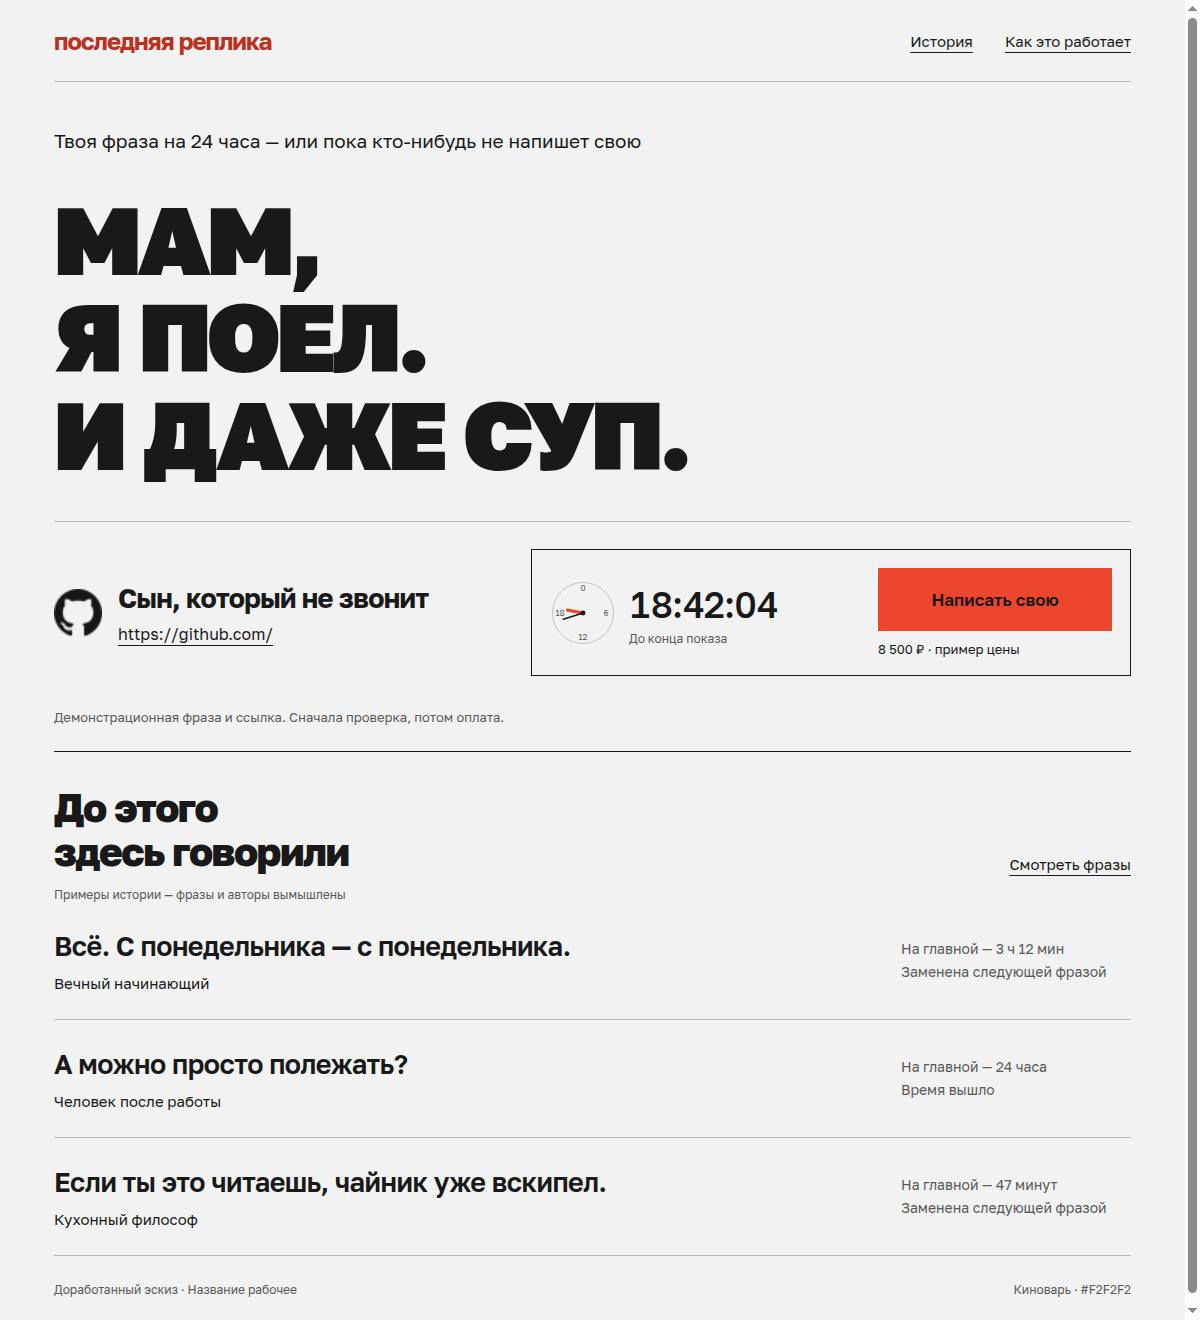 последняя реплика
История
Как это работает
Твоя фраза на 24 часа — или пока кто-нибудь не напишет свою
МАМ,
Я ПОЕЛ.
И ДАЖЕ СУП.
Сын, который не звонит
https://github.com/
0
6
12
18
18:42:04
До конца показа
Написать свою
8 500 ₽ · пример цены
Демонстрационная фраза и ссылка. Сначала проверка, потом оплата.
До этого
здесь говорили
Смотреть фразы
Примеры истории — фразы и авторы вымышлены
Всё. С понедельника — с понедельника.
Вечный начинающий
На главной — 3 ч 12 мин
Заменена следующей фразой
А можно просто полежать?
Человек после работы
На главной — 24 часа
Время вышло
Если ты это читаешь, чайник уже вскипел.
Кухонный философ
На главной — 47 минут
Заменена следующей фразой
Доработанный эскиз · Название рабочее
Киноварь · #F2F2F2